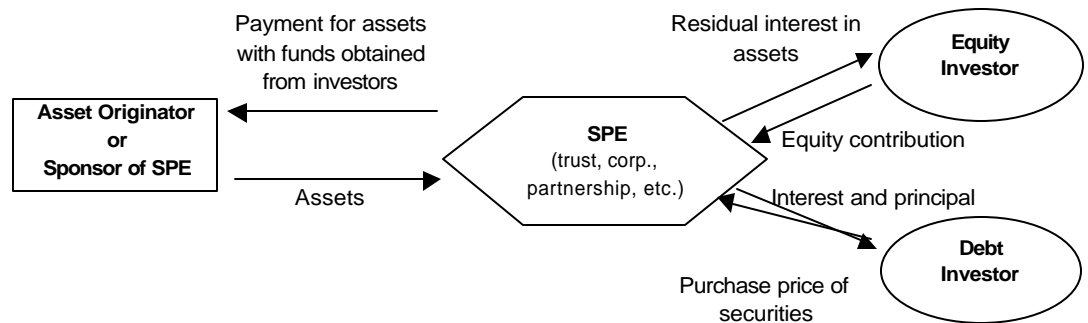 Payment for assets
with funds obtained
from investors
Asset Originator
or
Sponsor of SPE
Assets
SPE
(trust, corp.,
partnership, etc.)
Residual interest in
assets
Equity
Investor
Equity contribution
Interest and principal
Debt
Investor
Purchase price of
securities